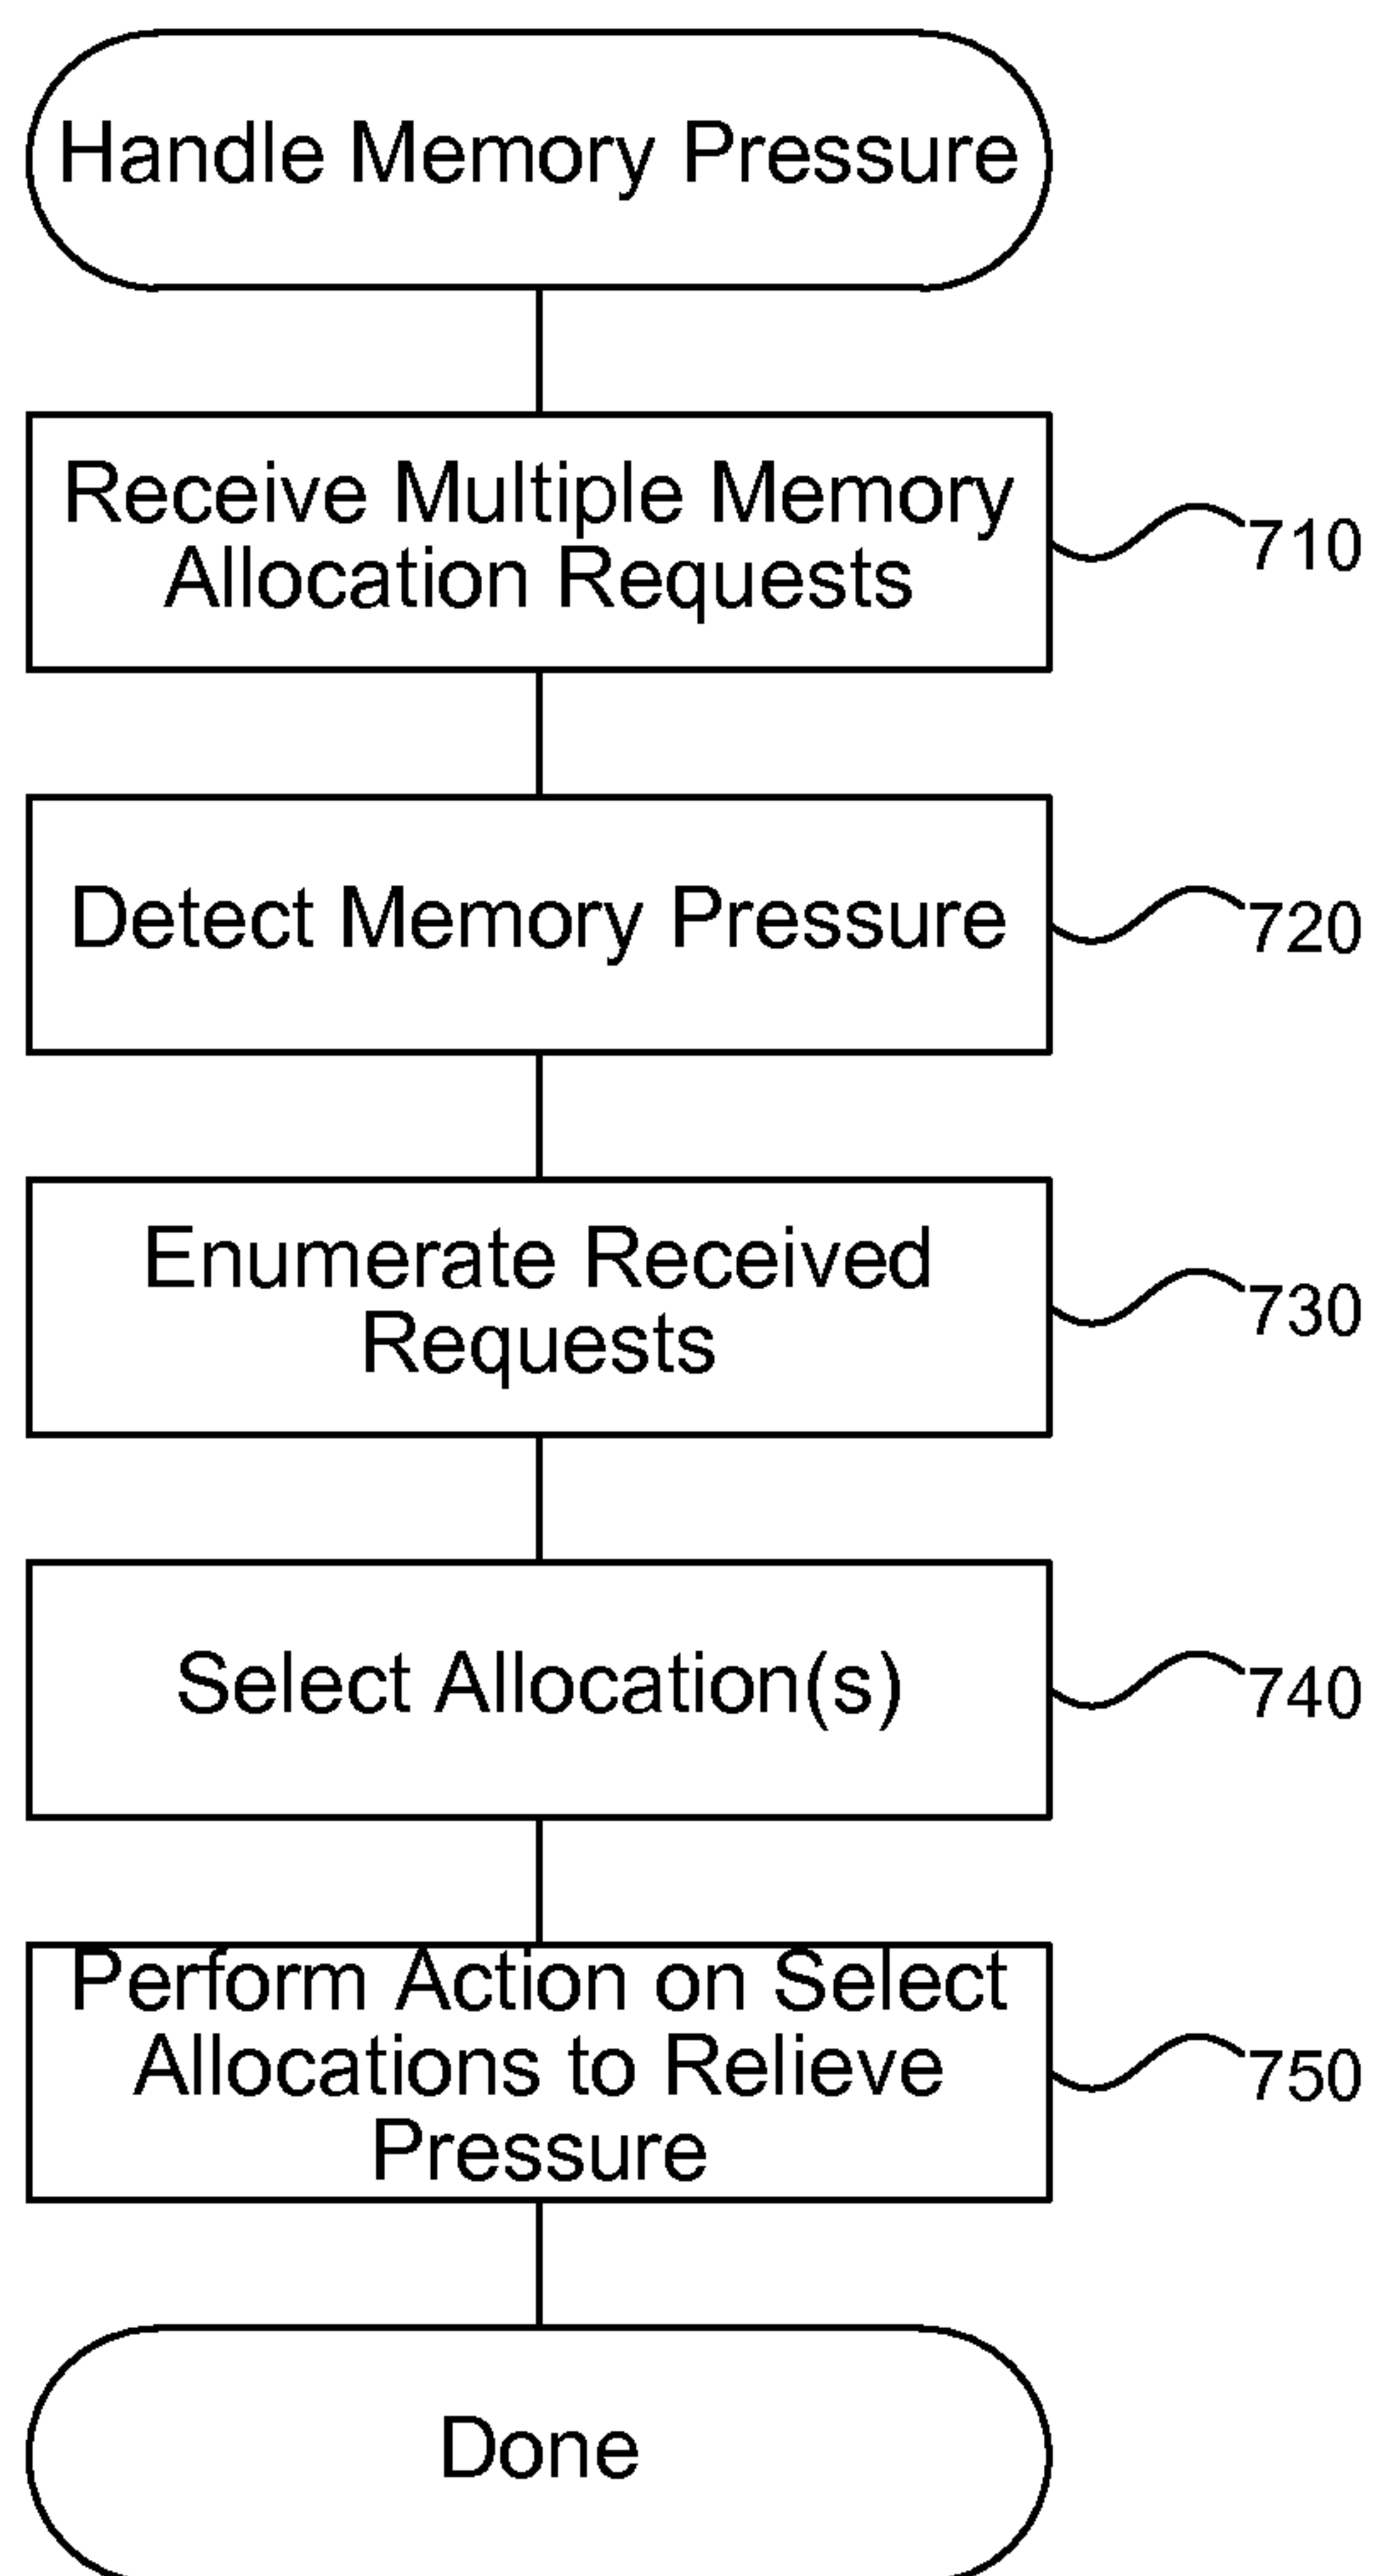 Handle Memory Pressure
Receive Multiple Memory
Allocation Requests
710
Detect Memory Pressure
720
Enumerate Received
Requests
730
Select Allocation(s)
740
Perform Action on Select
Allocations to Relieve
Pressure
750
Done